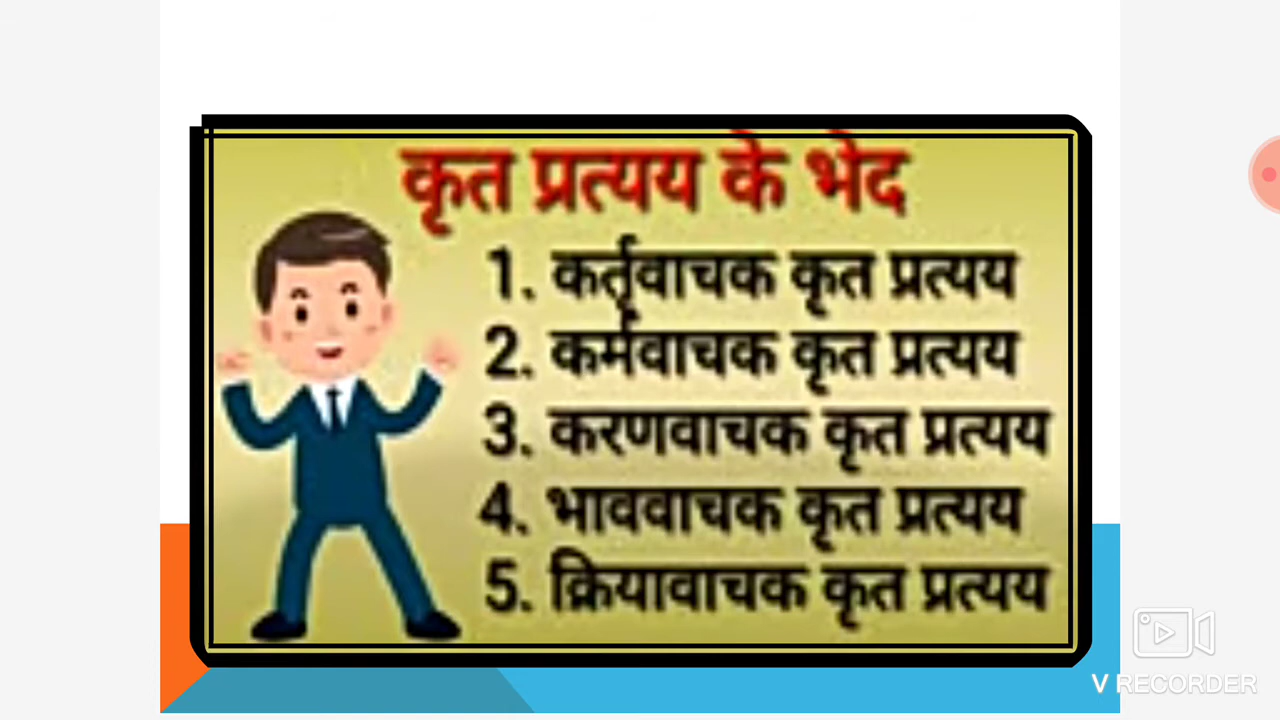 कृत प्रत्यय के भेद
1. कर्तृवाचक कृत प्रत्यय
2. कर्मवाचक कृत प्रत्यय
3. करणवाचक कृत प्रत्यय
4. भाववाचक कृत प्रत्यय
5. क्रियावाचक कृत प्रत्यय
V RECORDER